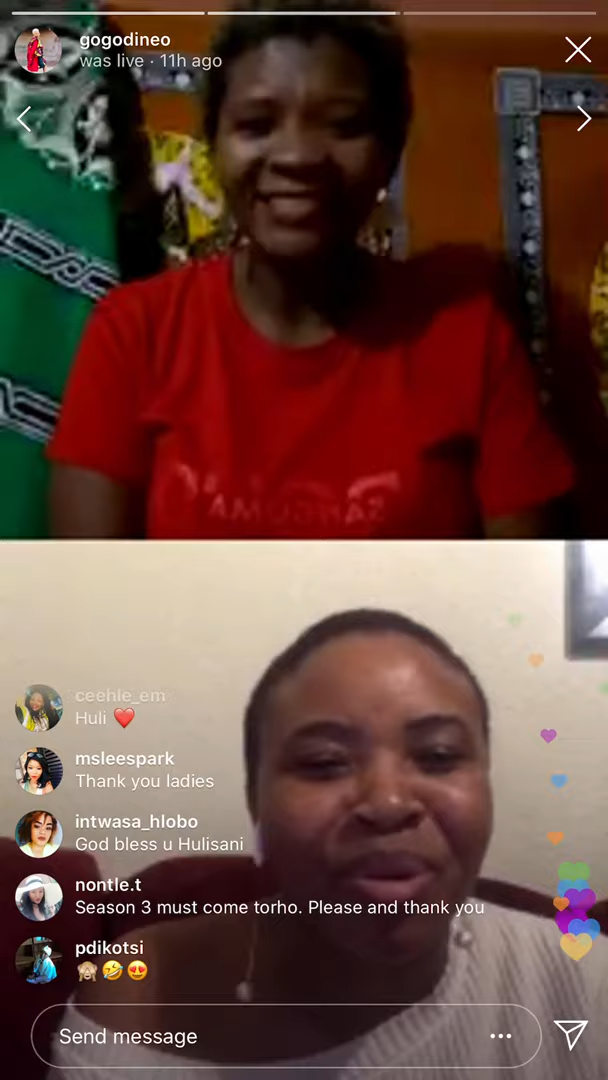 gogodineo
was live · 11h ago
ceehle_em
Huli ❤️
msleespark
Thank you ladies
intwasa_hlobo
God bless u Hulisani
nontle.t
Season 3 must come torho. Please and thank you
pdikotsi
🙈🤣😍
Send message